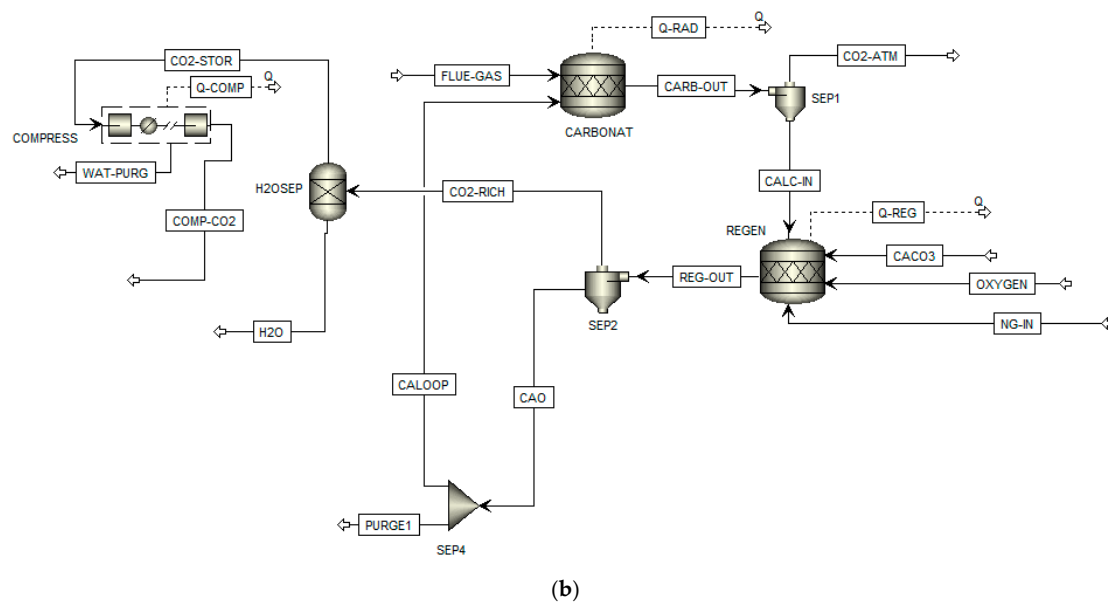 CO2-STOR
Q-COMP
Q
COMPRESS
WAT-PURG
COMP-CO2
H2OSEP
H2O
FLUE-GAS
Q-RAD
Q
CARBONAT
CARB-OUT
CO2-ATM
SEP1
CALC-IN
CO2-RICH
REGEN
Q-REG
Q
CACO3
OXYGEN
NG-IN
REG-OUT
SEP2
CALOOP
CAO
PURGE1
SEP4
(b)